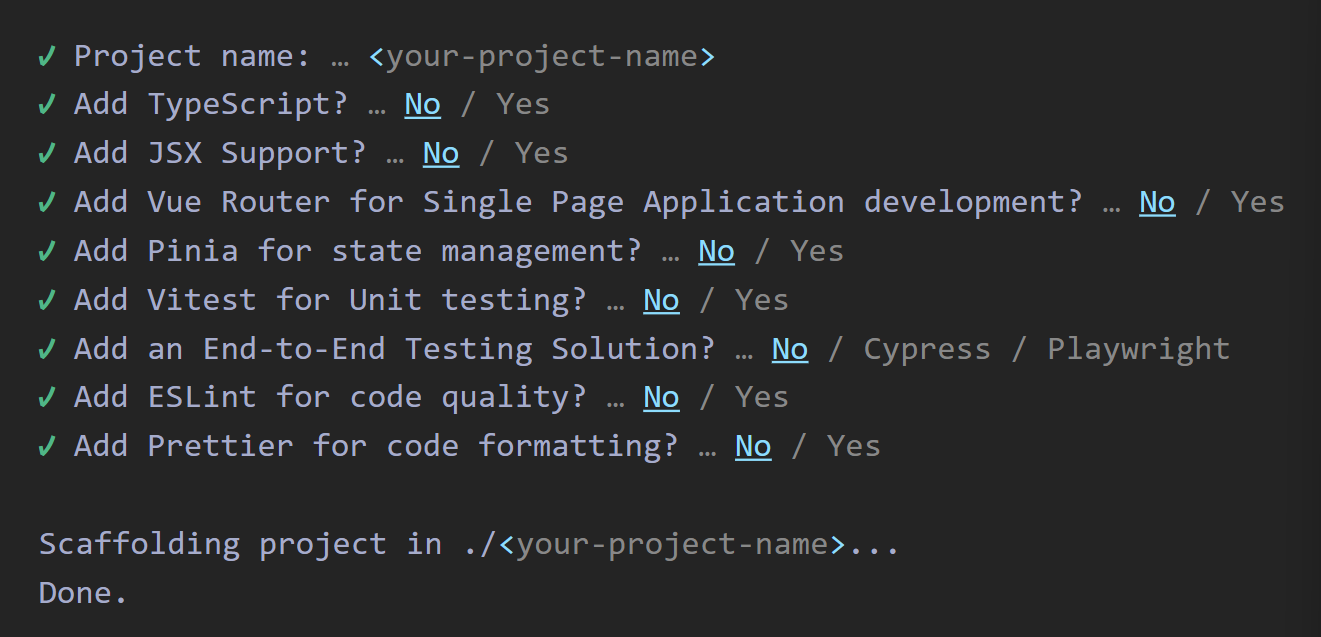 ✓ Project name: … <your-project-name>
✓ Add TypeScript? … No / Yes
✓ Add JSX Support? … No / Yes
✓ Add Vue Router for Single Page Application development? … No / Yes
✓ Add Pinia for state management? … No / Yes
✓ Add Vitest for Unit testing? … No / Yes
✓ Add an End-to-End Testing Solution? … No / Cypress / Playwright
✓ Add ESLint for code quality? … No / Yes
✓ Add Prettier for code formatting? … No / Yes
Scaffolding project in ./<your-project-name>...
Done.